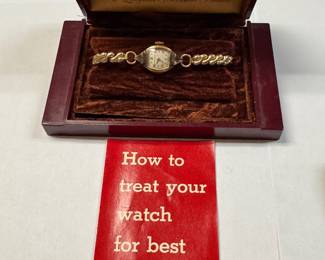 How to
treat your
watch
for best